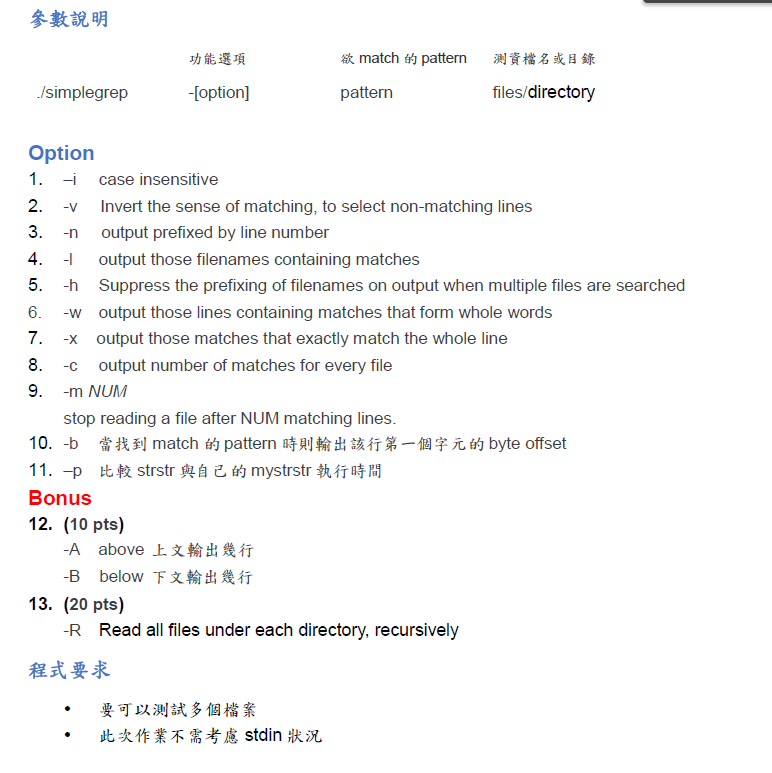 參數說明
功能選項 欲 match 的 pattern 測資檔名或目錄
./simplegrep -[option] pattern files/directory
Option
1. –i case insensitive
2. -v Invert the sense of matching, to select non-matching lines
3. -n output prefixed by line number
4. -l output those filenames containing matches
5. -h Suppress the prefixing of filenames on output when multiple files are searched
6. -w output those lines containing matches that form whole words
7. -x output those matches that exactly match the whole line
8. -c output number of matches for every file
9. -m NUM
stop reading a file after NUM matching lines.
10. -b 當找到 match 的 pattern 時則輸出該行第一個字元的 byte offset
11. –p 比較 strstr 與自己的 mystrstr 執行時間
Bonus
12. (10 pts)
-A above 上文輸出幾行
-B below 下文輸出幾行
13. (20 pts)
-R Read all files under each directory, recursively
程式要求
• 要可以測試多個檔案
• 此次作業不需考慮 stdin 狀況